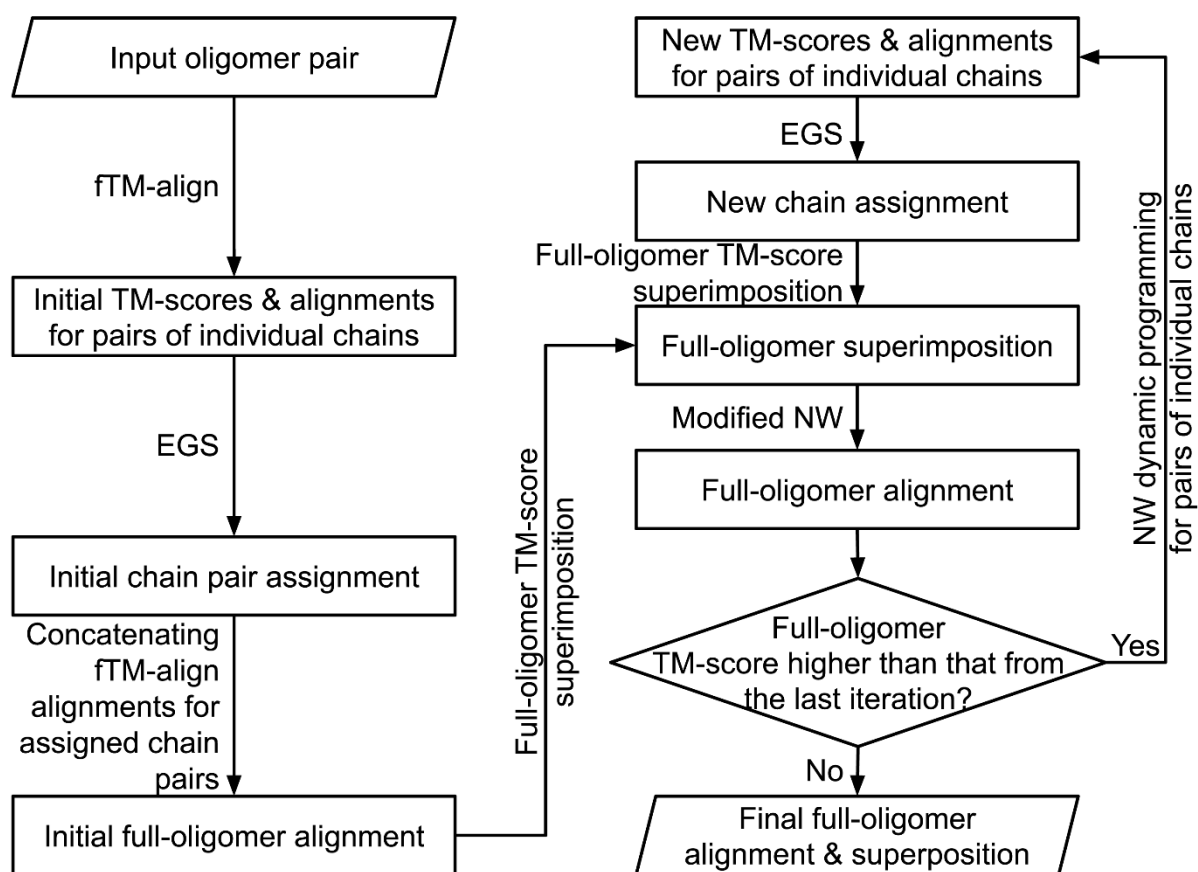 Input oligomer pair
fTM-align
Initial TM-scores & alignments
for pairs of individual chains
EGS
Initial chain pair assignment
Concatenating
fTM-align
alignments for
assigned chain
pairs
Initial full-oligomer alignment
Full-oligomer TM-score
superimposition
New TM-scores & alignments
for pairs of individual chains
EGS
New chain assignment
Full-oligomer TM-score
superimposition
Full-oligomer superimposition
Modified NW
Full-oligomer alignment
Full-oligomer
TM-score higher than that from
the last iteration?
Yes
NW dynamic programming
for pairs of individual chains
No
Final full-oligomer
alignment & superposition